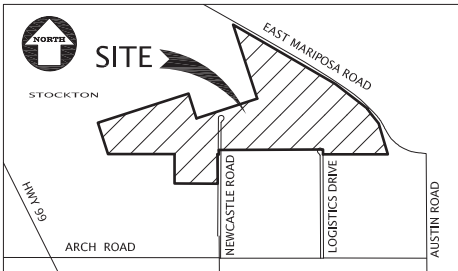 NORTH
SITE
STOCKTON
EAST MARIPOSA ROAD
HWY 99
NEWCASTLE ROAD
LOGISTICS DRIVE
AUSTIN ROAD
ARCH ROAD